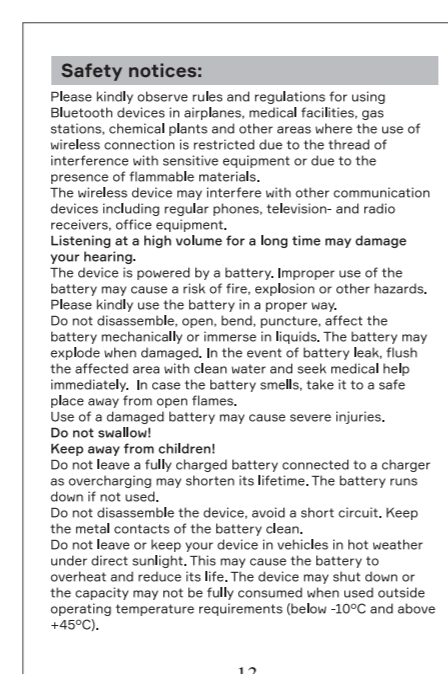 Safety notices:
Please kindly observe rules and regulations for using
Bluetooth devices in airplanes, medical facilities, gas
stations, chemical plants and other areas where the use of
wireless connection is restricted due to the thread of
interference with sensitive equipment or due to the
presence of flammable materials.
The wireless device may interfere with other communication
devices including regular phones, television- and radio
receivers, office equipment.
Listening at a high volume for a long time may damage
your hearing.
The device is powered by a battery. Improper use of the
battery may cause a risk of fire, explosion or other hazards.
Please kindly use the battery in a proper way.
Do not disassemble, open, bend, puncture, affect the
battery mechanically or immerse in liquids. The battery may
explode when damaged. In the event of battery leak, flush
the affected area with clean water and seek medical help
immediately. In case the battery smells, take it to a safe
place away from open flames.
Use of a damaged battery may cause severe injuries.
Do not swallow!
Keep away from children!
Do not leave a fully charged battery connected to a charger
as overcharging may shorten its lifetime. The battery runs
down if not used.
Do not disassemble the device, avoid a short circuit. Keep
the metal contacts of the battery clean.
Do not leave or keep your device in vehicles in hot weather
under direct sunlight. This may cause the battery to
overheat and reduce its life. The device may shut down or
the capacity may not be fully consumed when used outside
operating temperature requirements (below -10°C and above
+45°C).